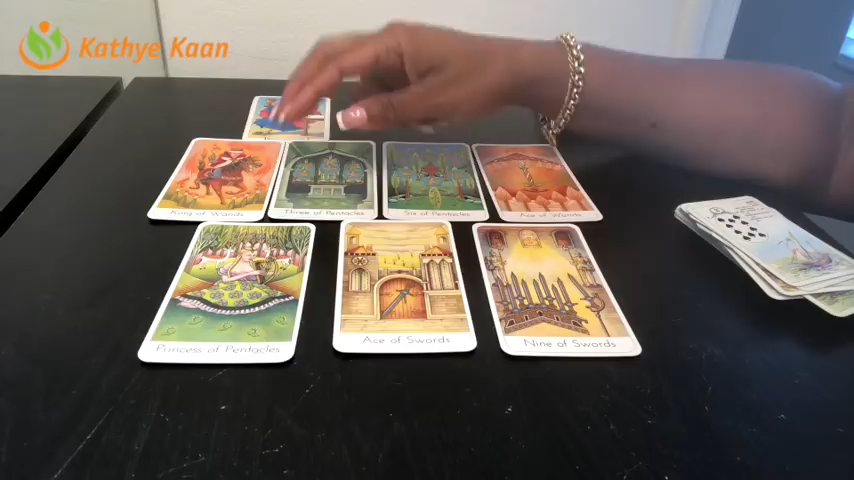 Kathye Kaan
King of Wands
Three of Pentacles
Six of Pentacles
Ace of Wands
Princess of Pentacles
Ace of Swords
Nine of Swords